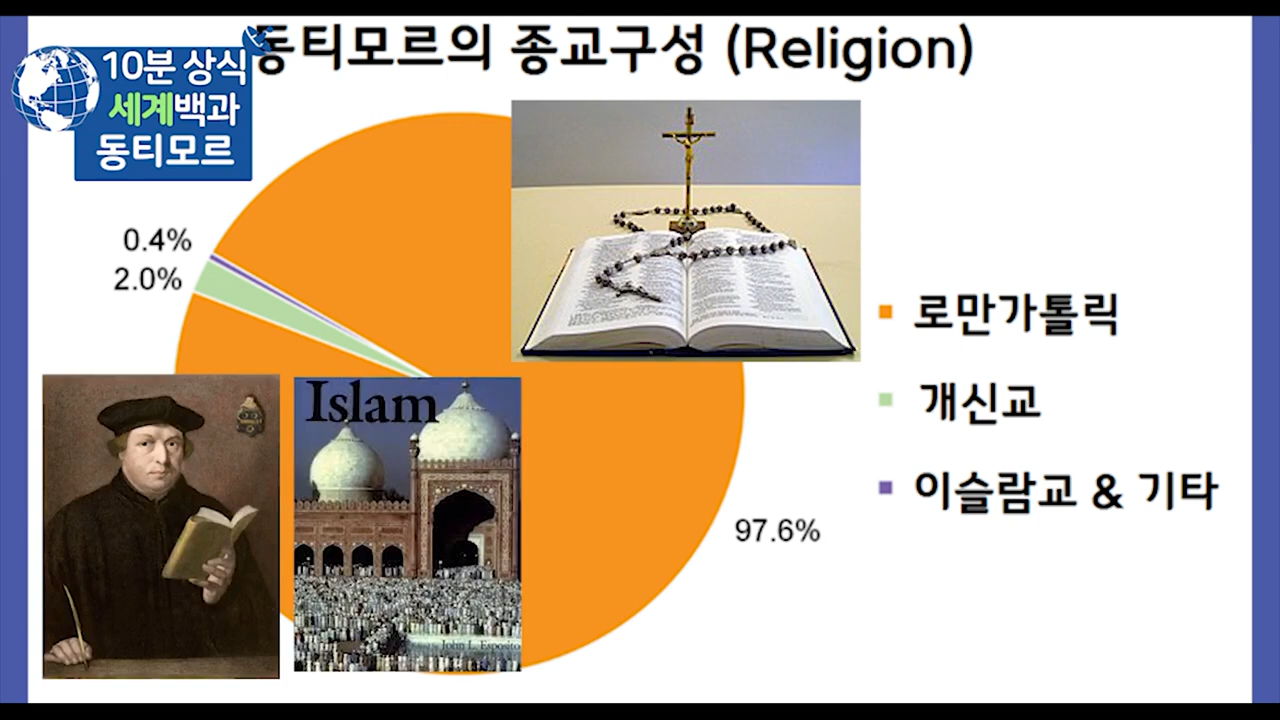 동티모르의 종교구성 (Religion)
10분 상식
세계백과
동티모르
0.4%
2.0%
97.6%
로만가톨릭
개신교
이슬람교 & 기타
Islam
John L. Esposito